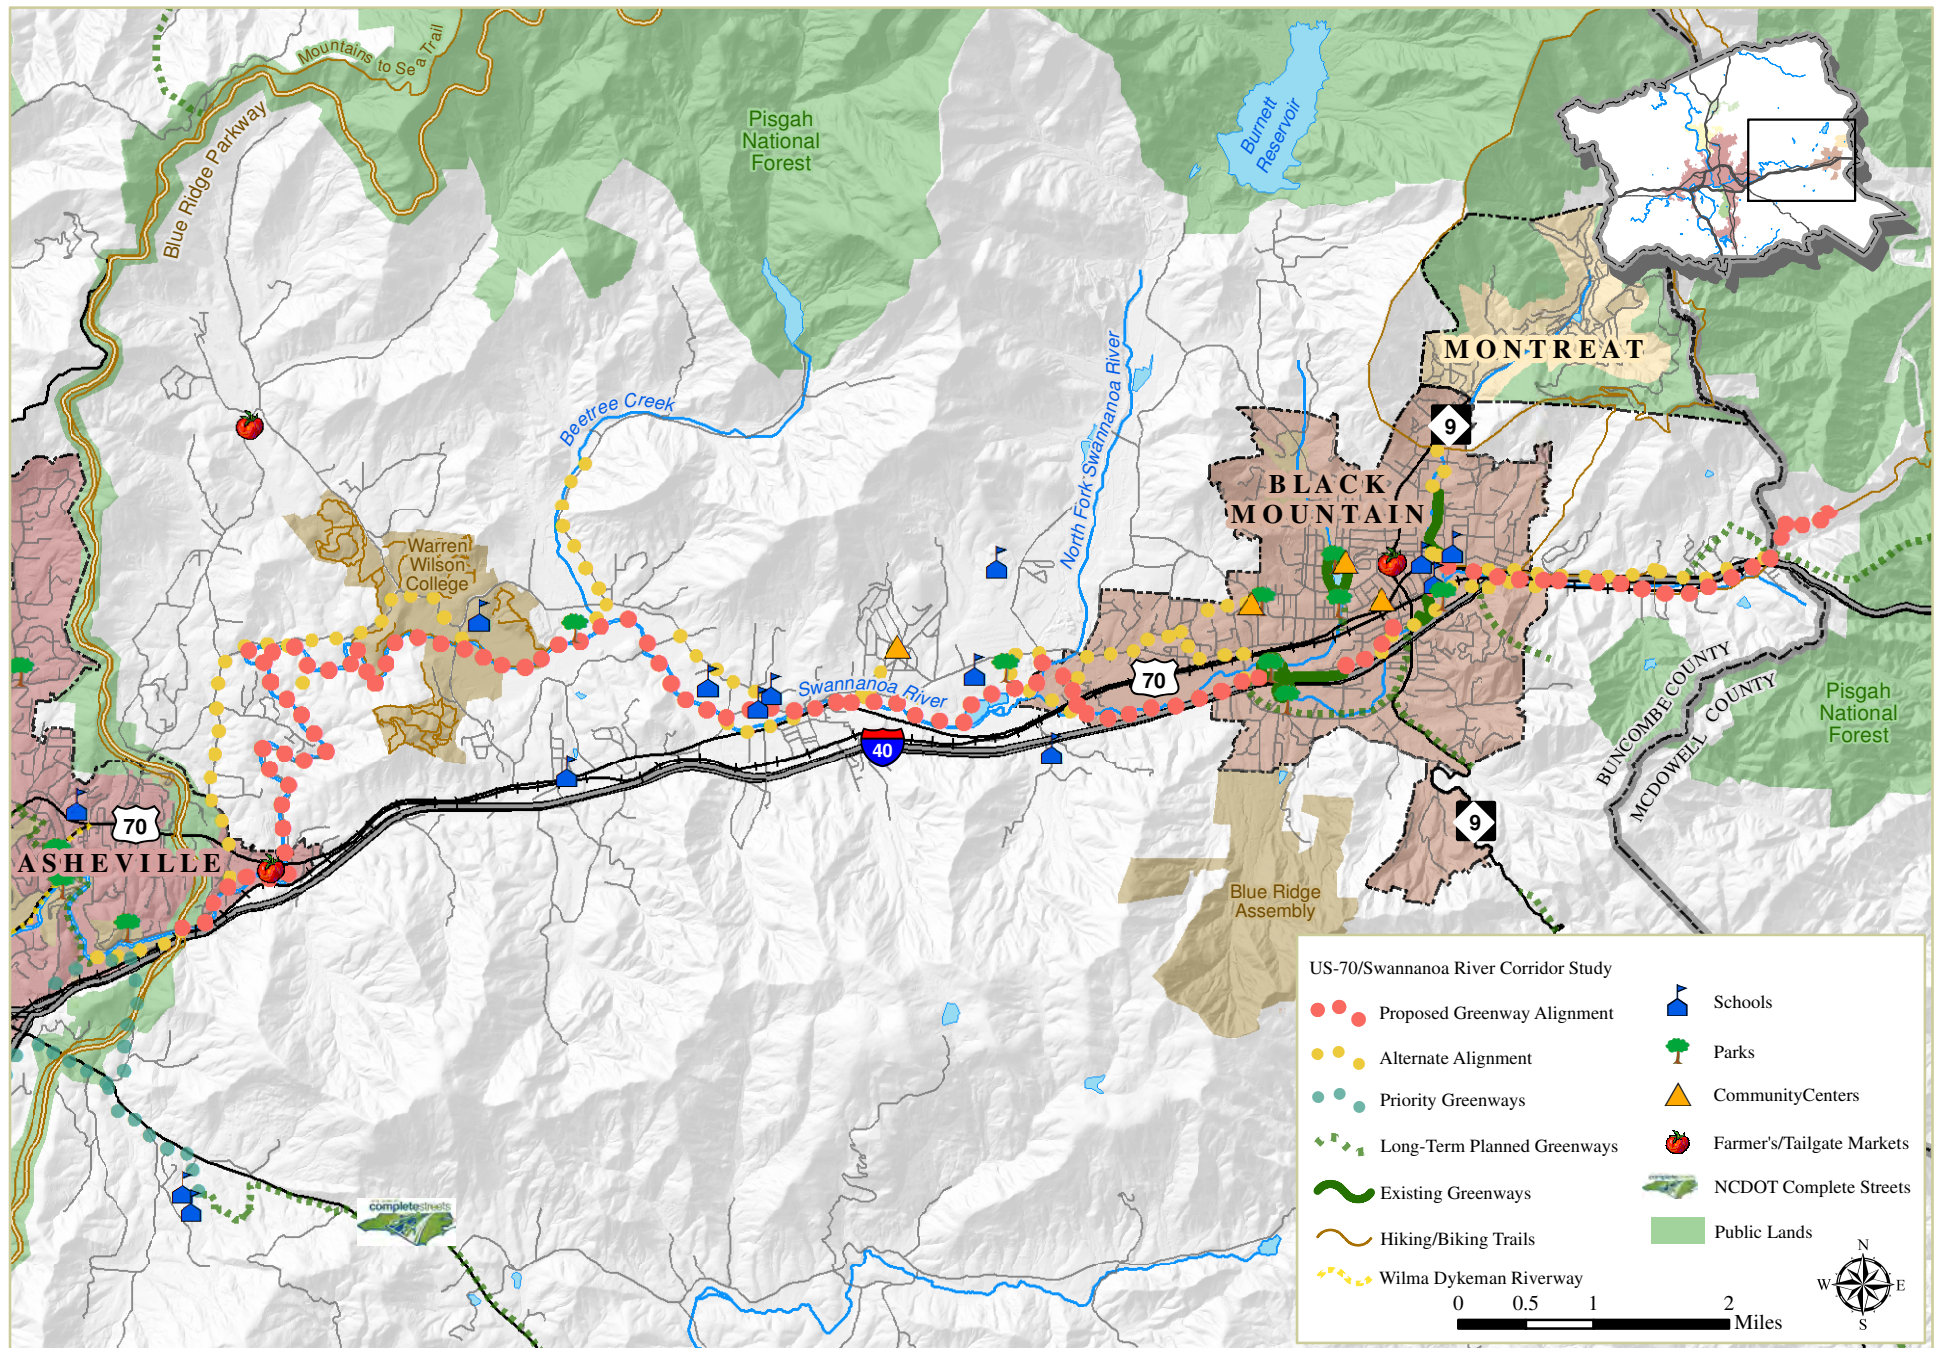 Mountains to Sea Trail
Blue Ridge Parkway
Pisgah
National
Forest
Burnett
Reservoir
MONTREAT
9
Beetree Creek
North Fork Swannanoa River
BLACK
MOUNTAIN
Warren
Wilson
College
Swannanoa River
70
40
BUNCOMBE COUNTY
MCDOWELL COUNTY
Pisgah
National
Forest
70
9
ASHEVILLE
Blue Ridge
Assembly
completestreets
US-70/Swannanoa River Corridor Study
Proposed Greenway Alignment
Alternate Alignment
Priority Greenways
Long-Term Planned Greenways
Existing Greenways
Hiking/Biking Trails
Wilma Dykeman Riverway
Schools
Parks
CommunityCenters
Farmer's/Tailgate Markets
NCDOT Complete Streets
Public Lands
N
W E
S
0 0.5 1 2
Miles